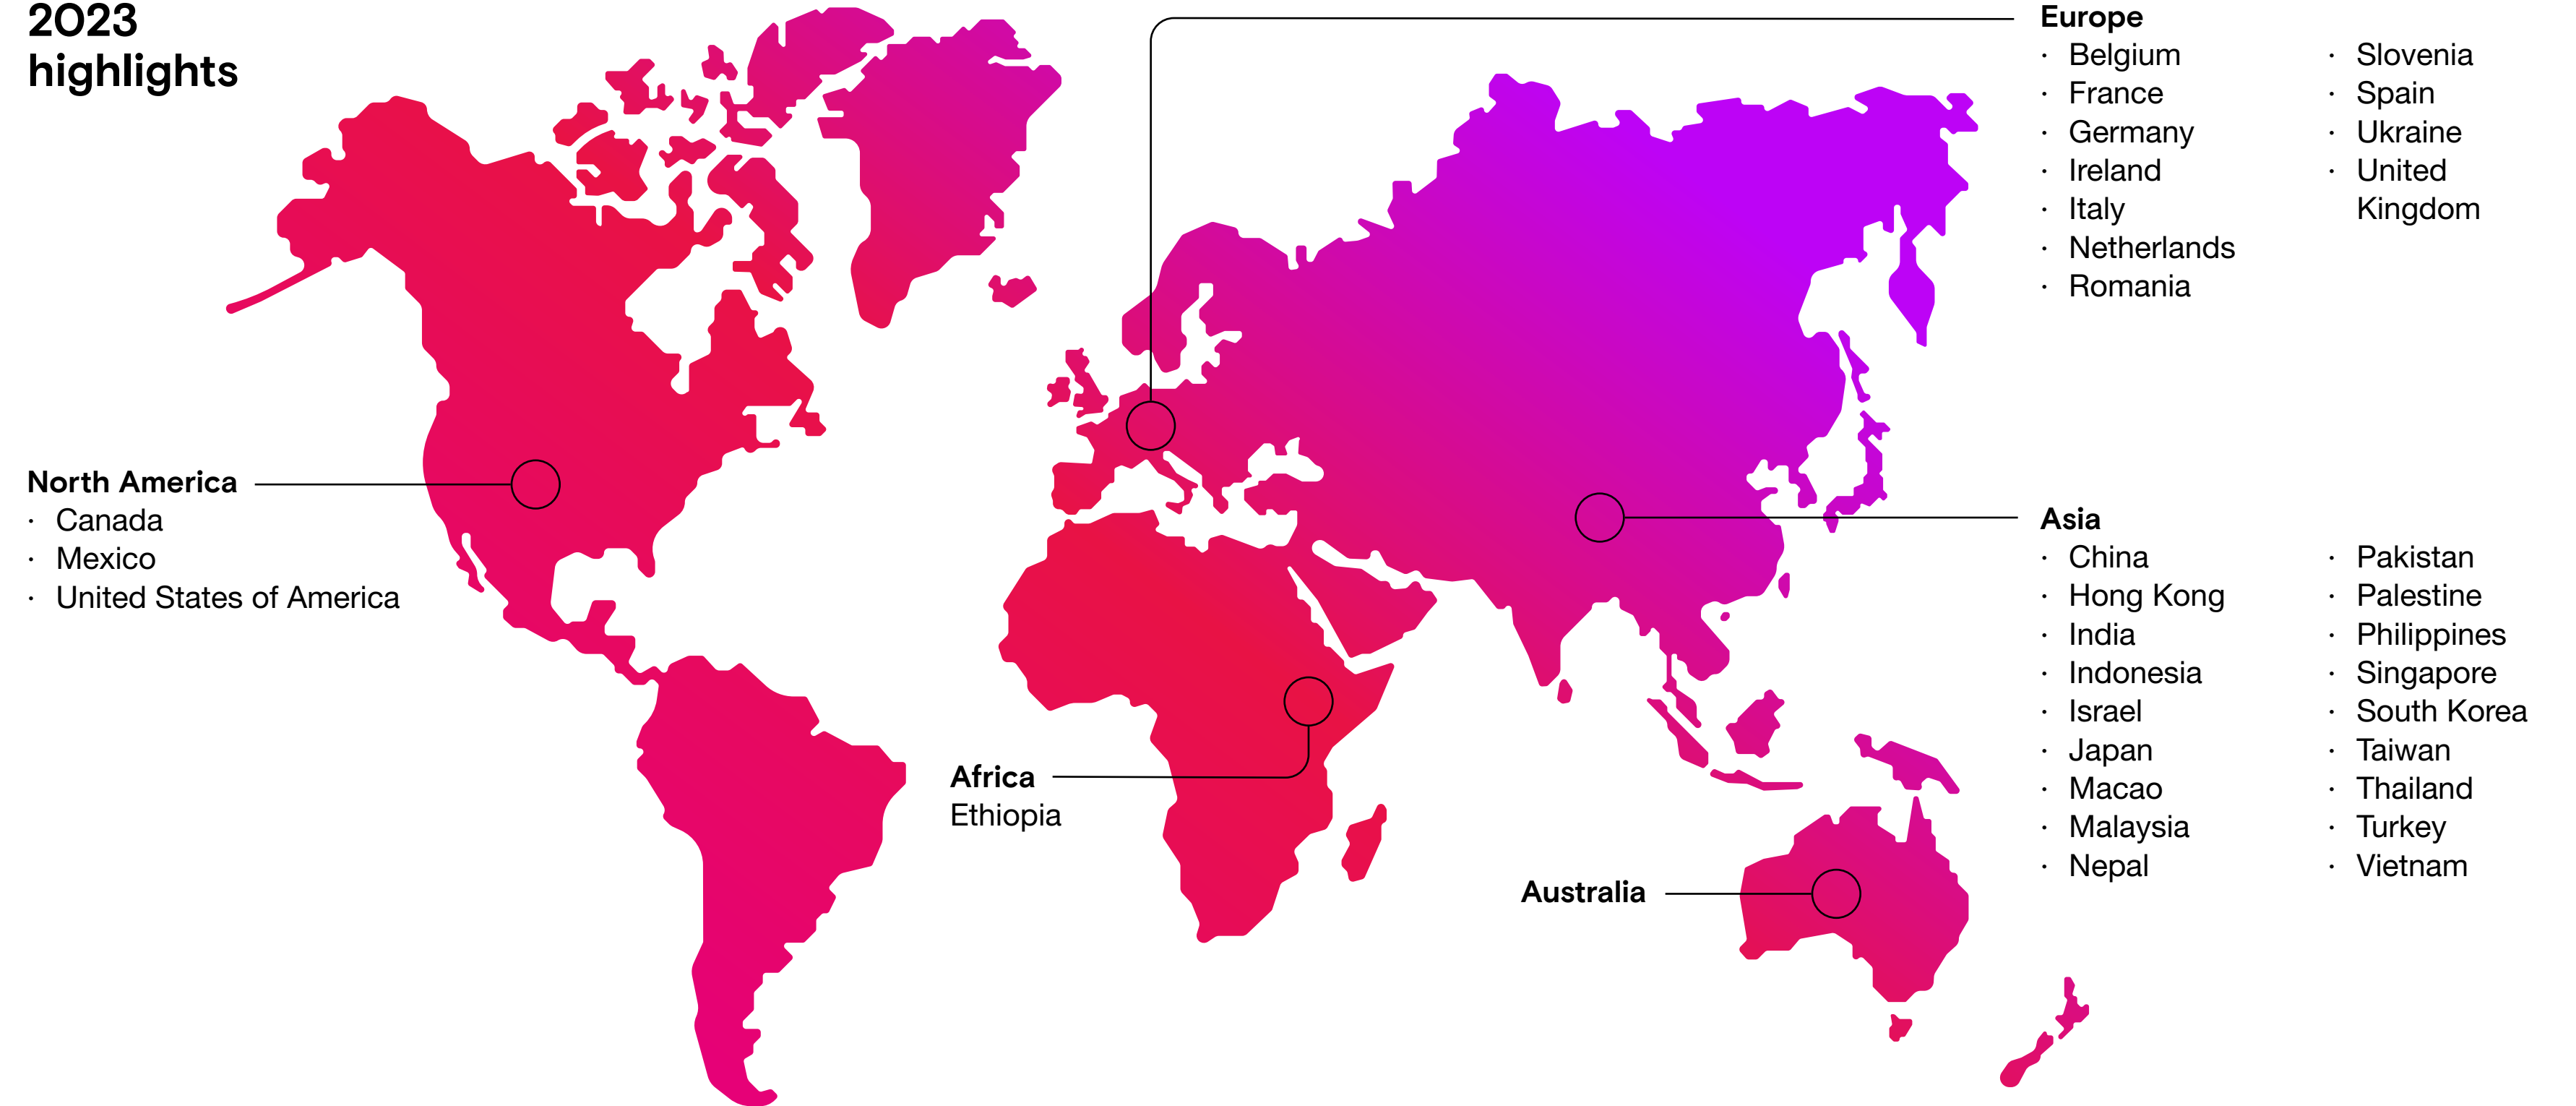 2023
highlights
Europe
· Belgium
· France
· Germany
· Ireland
· Italy
· Netherlands
· Romania
· Slovenia
· Spain
· Ukraine
· United
Kingdom
North America
· Canada
· Mexico
· United States of America
Asia
· China
· Hong Kong
· India
· Indonesia
· Israel
· Japan
· Macao
· Malaysia
· Nepal
· Pakistan
· Palestine
· Philippines
· Singapore
· South Korea
· Taiwan
· Thailand
· Turkey
· Vietnam
Africa
Ethiopia
Australia